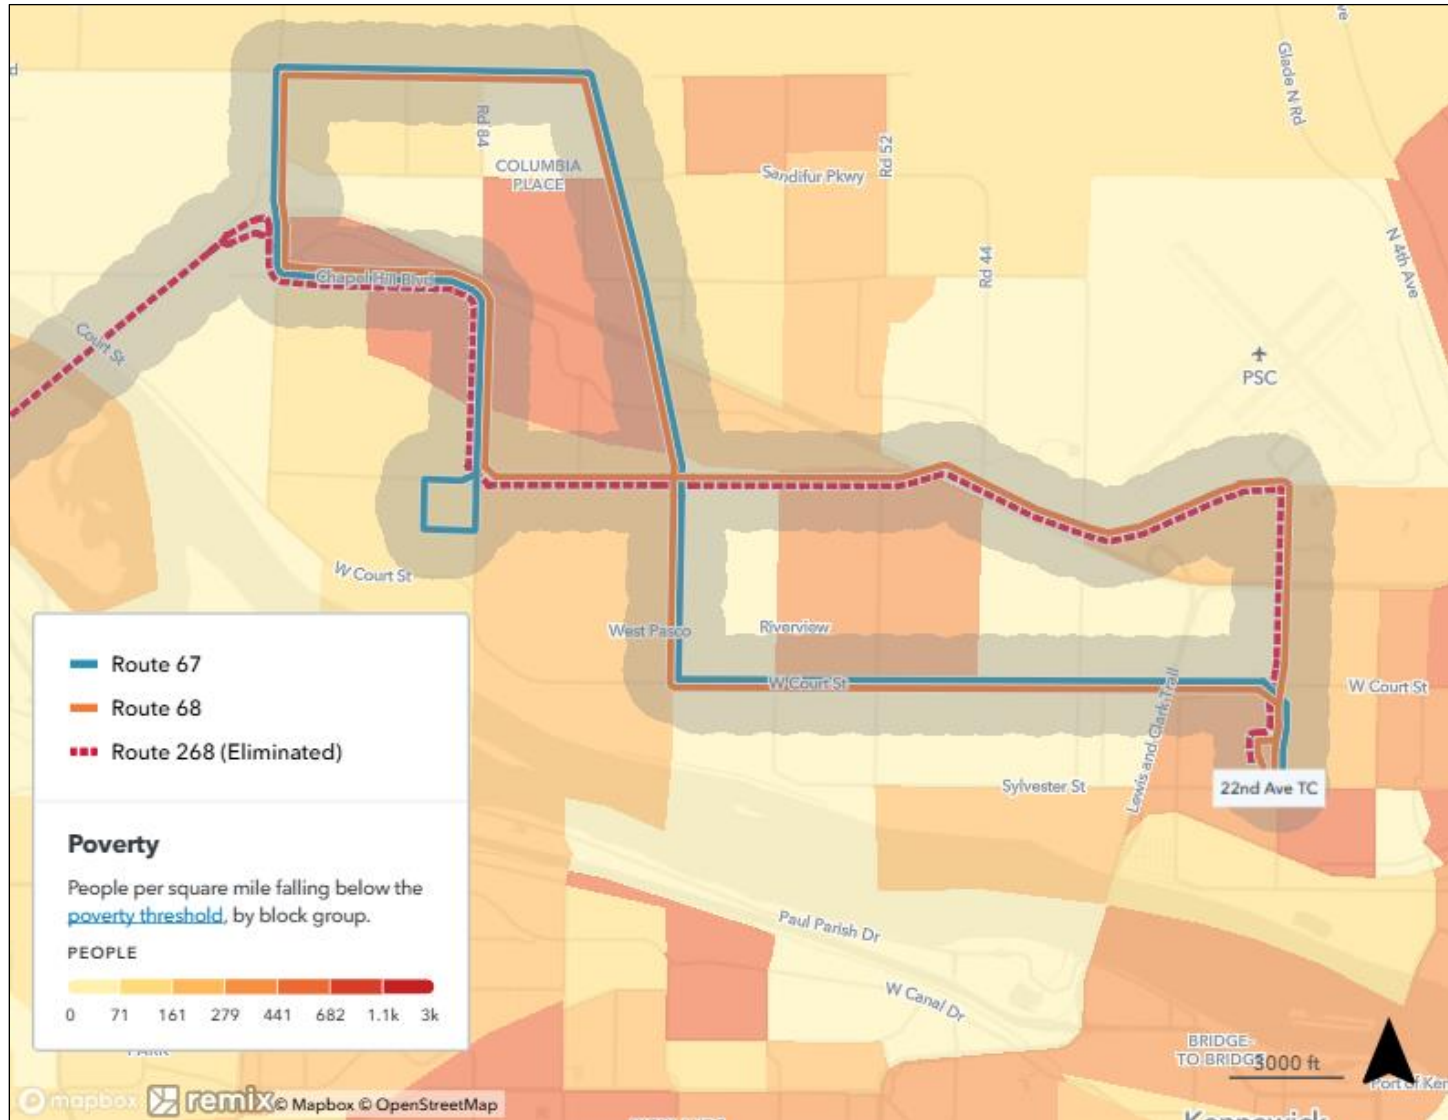 Glade N Rd
Rd 84
Rd 52
COLUMBIA
PLACE
Sandifur Pkwy
N 4th Ave
Rd 44
Chapel Hill Blvd
Court St
PSC
W Court St
West Pasco
Riverview
W Court St
W Court St
Lewis and Clark Trail
Sylvester St
22nd Ave TC
Route 67
Route 68
Route 268 (Eliminated)
Poverty
People per square mile falling below the
poverty threshold, by block group.
PEOPLE
0 71 161 279 441 682 1.1k 3k
Paul Parish Dr
W Canal Dr
BRIDGE-
TO BRIDGE
3000 ft
Port of Ken
Kennewick
mapbox remix © Mapbox © OpenStreetMap